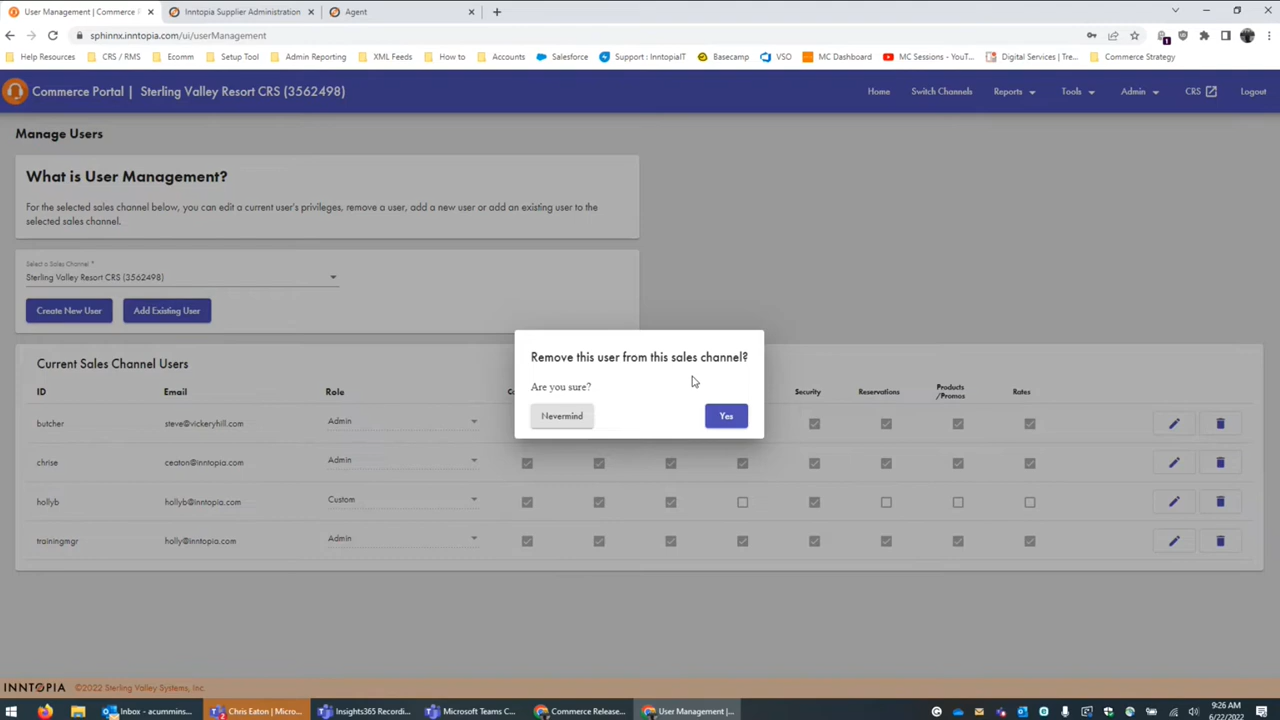 User Management | Commerce P
Inntopia Supplier Administration
Agent
sphinnx.inntopia.com/ui/userManagement
Help Resources
CRS / RMS
Ecomm
Setup Tool
Admin Reporting
XML Feeds
How to
Accounts
Salesforce
Support : InntopiaIT
Basecamp
VSO
MC Dashboard
MC Sessions - YouT...
Digital Services | Tre...
Commerce Strategy
Commerce Portal | Sterling Valley Resort CRS (3562498)
Home
Switch Channels
Reports
Tools
Admin
CRS
Logout
Manage Users
What is User Management?
For the selected sales channel below, you can edit a current user's privileges, remove a user, add a new user or add an existing user to the
selected sales channel.
Select a Sales Channel *
Sterling Valley Resort CRS (3562498)
Create New User
Add Existing User
Remove this user from this sales channel?
Are you sure?
Nevermind
Yes
Current Sales Channel Users
ID
Email
Role
Security
Reservations
Products
/Promos
Rates
butcher
steve@vickeryhill.com
Admin
chrise
ceaton@inntopia.com
Admin
hollyb
hollyb@inntopia.com
Custom
trainingmgr
holly@inntopia.com
Admin
INNTOPIA
©2022 Sterling Valley Systems, Inc.
Inbox - acummins...
Chris Eaton | Micro...
Insights365 Recordi...
Microsoft Teams C...
Commerce Release...
User Management |...
9:26 AM
6/22/2022